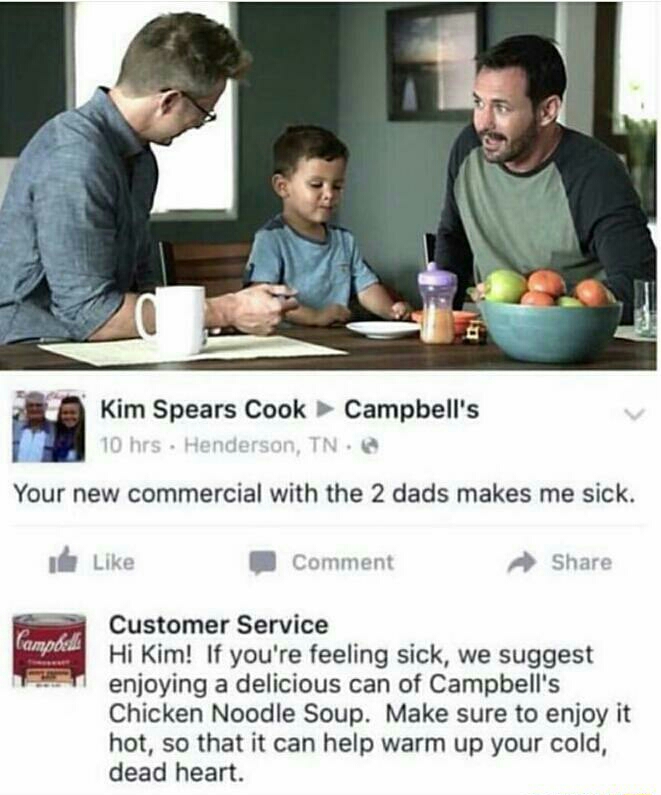 Kim Spears Cook ▸ Campbell's
10 hrs · Henderson, TN ·
Your new commercial with the 2 dads makes me sick.
Like Comment Share
Campbell's
Customer Service
Hi Kim! If you're feeling sick, we suggest
enjoying a delicious can of Campbell's
Chicken Noodle Soup. Make sure to enjoy it
hot, so that it can help warm up your cold,
dead heart.